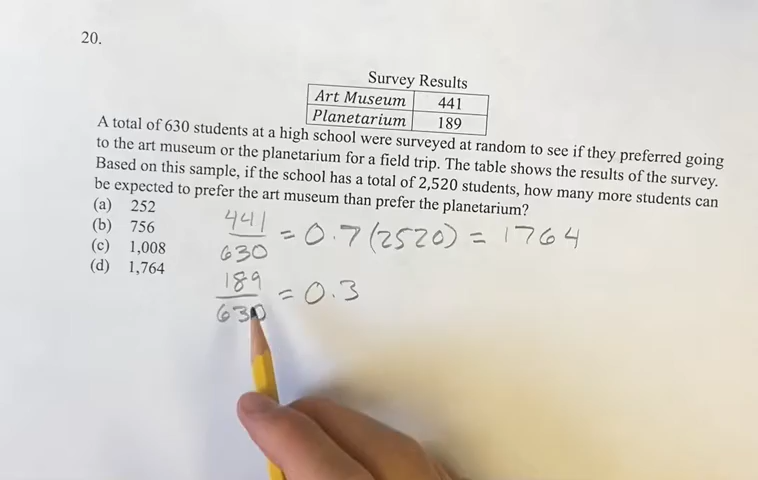 20.
Survey Results
Art Museum 441
Planetarium 189
A total of 630 students at a high school were surveyed at random to see if they preferred going
to the art museum or the planetarium for a field trip. The table shows the results of the survey.
Based on this sample, if the school has a total of 2,520 students, how many more students can
be expected to prefer the art museum than prefer the planetarium?
(a) 252
(b) 756
(c) 1,008
(d) 1,764
441
630 = 0.7(2520) = 1764
189
630 = 0.3